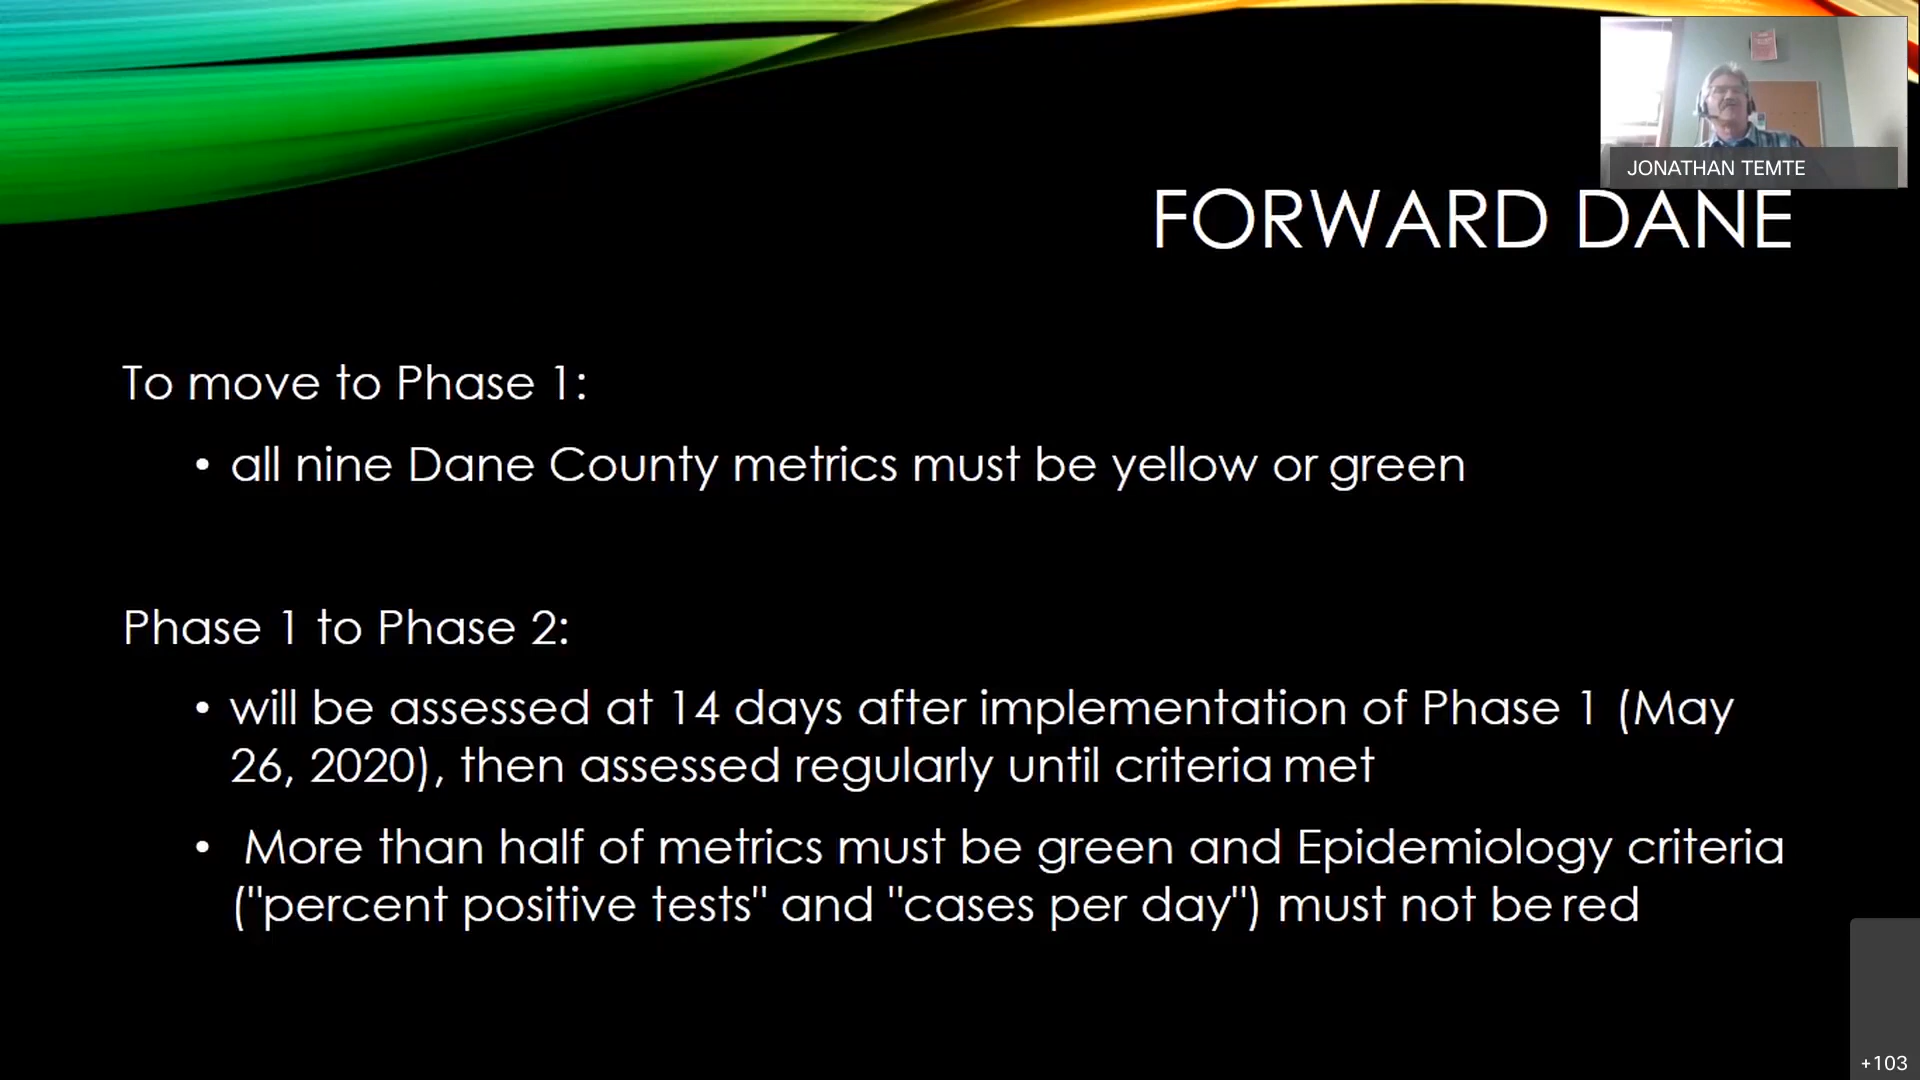 JONATHAN TEMTE
FORWARD DANE
To move to Phase 1:
• all nine Dane County metrics must be yellow or green
Phase 1 to Phase 2:
• will be assessed at 14 days after implementation of Phase 1 (May
26, 2020), then assessed regularly until criteria met
• More than half of metrics must be green and Epidemiology criteria
("percent positive tests" and "cases per day") must not be red
+103